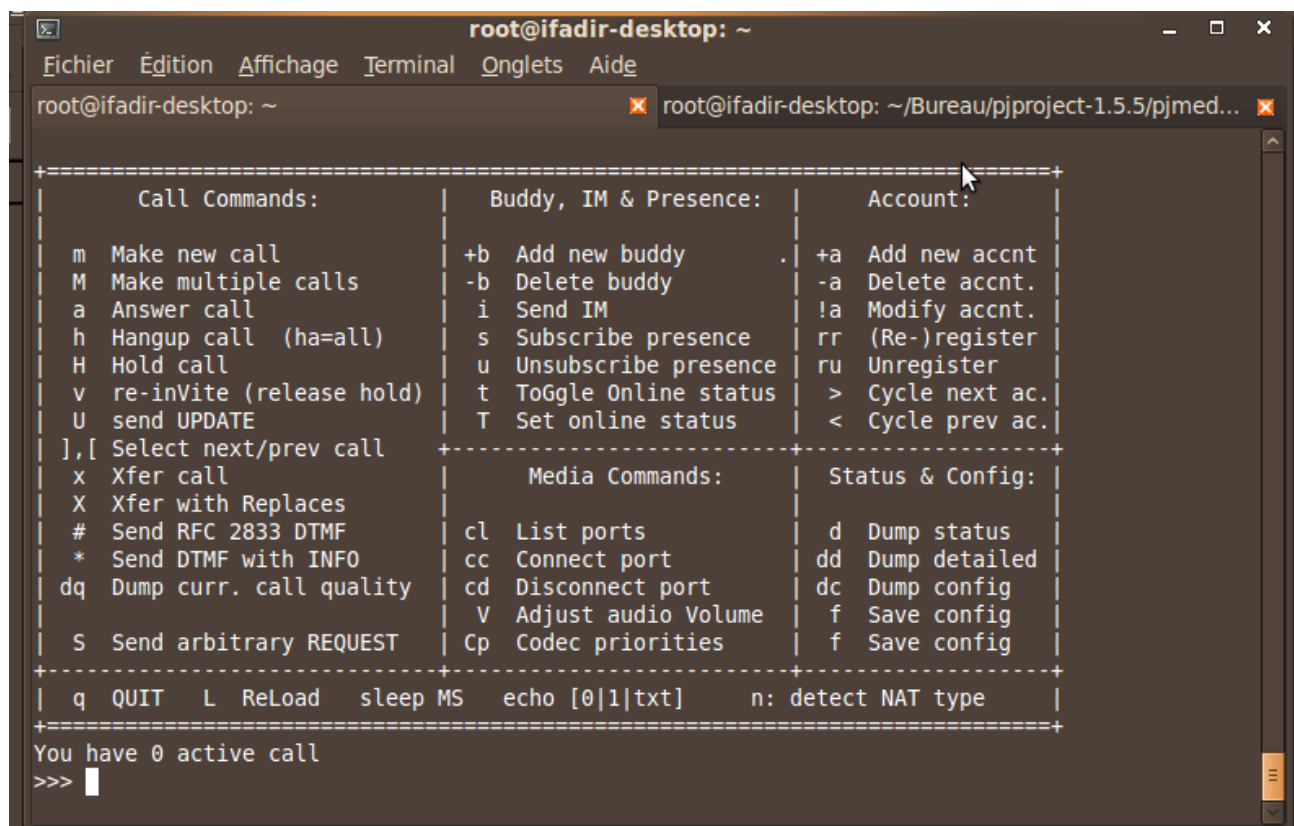 root@ifadir-desktop: ~
Fichier Édition Affichage Terminal Onglets Aide
root@ifadir-desktop: ~ root@ifadir-desktop: ~/Bureau/pjproject-1.5.5/pjmed...
+=============================================================================+
|       Call Commands:         |   Buddy, IM & Presence:  |     Account:      |
|                              |                          |                   |
|  m  Make new call            | +b  Add new buddy       .| +a  Add new accnt |
|  M  Make multiple calls      | -b  Delete buddy         | -a  Delete accnt. |
|  a  Answer call              |  i  Send IM              | !a  Modify accnt. |
|  h  Hangup call  (ha=all)    |  s  Subscribe presence   | rr  (Re-)register |
|  H  Hold call                |  u  Unsubscribe presence | ru  Unregister    |
|  v  re-inVite (release hold) |  t  ToGgle Online status |  >  Cycle next ac.|
|  U  send UPDATE              |  T  Set online status    |  <  Cycle prev ac.|
| ],[ Select next/prev call    +--------------------------+-------------------+
|  x  Xfer call                |      Media Commands:     |  Status & Config: |
|  X  Xfer with Replaces       |                          |                   |
|  #  Send RFC 2833 DTMF       | cl  List ports           |  d  Dump status   |
|  *  Send DTMF with INFO      | cc  Connect port         | dd  Dump detailed |
| dq  Dump curr. call quality  | cd  Disconnect port      | dc  Dump config   |
|                              |  V  Adjust audio Volume  |  f  Save config   |
|  S  Send arbitrary REQUEST   | Cp  Codec priorities     |  f  Save config   |
+------------------------------+--------------------------+-------------------+
|  q  QUIT   L  ReLoad   sleep MS   echo [0|1|txt]     n: detect NAT type     |
+=============================================================================+
You have 0 active call
>>>